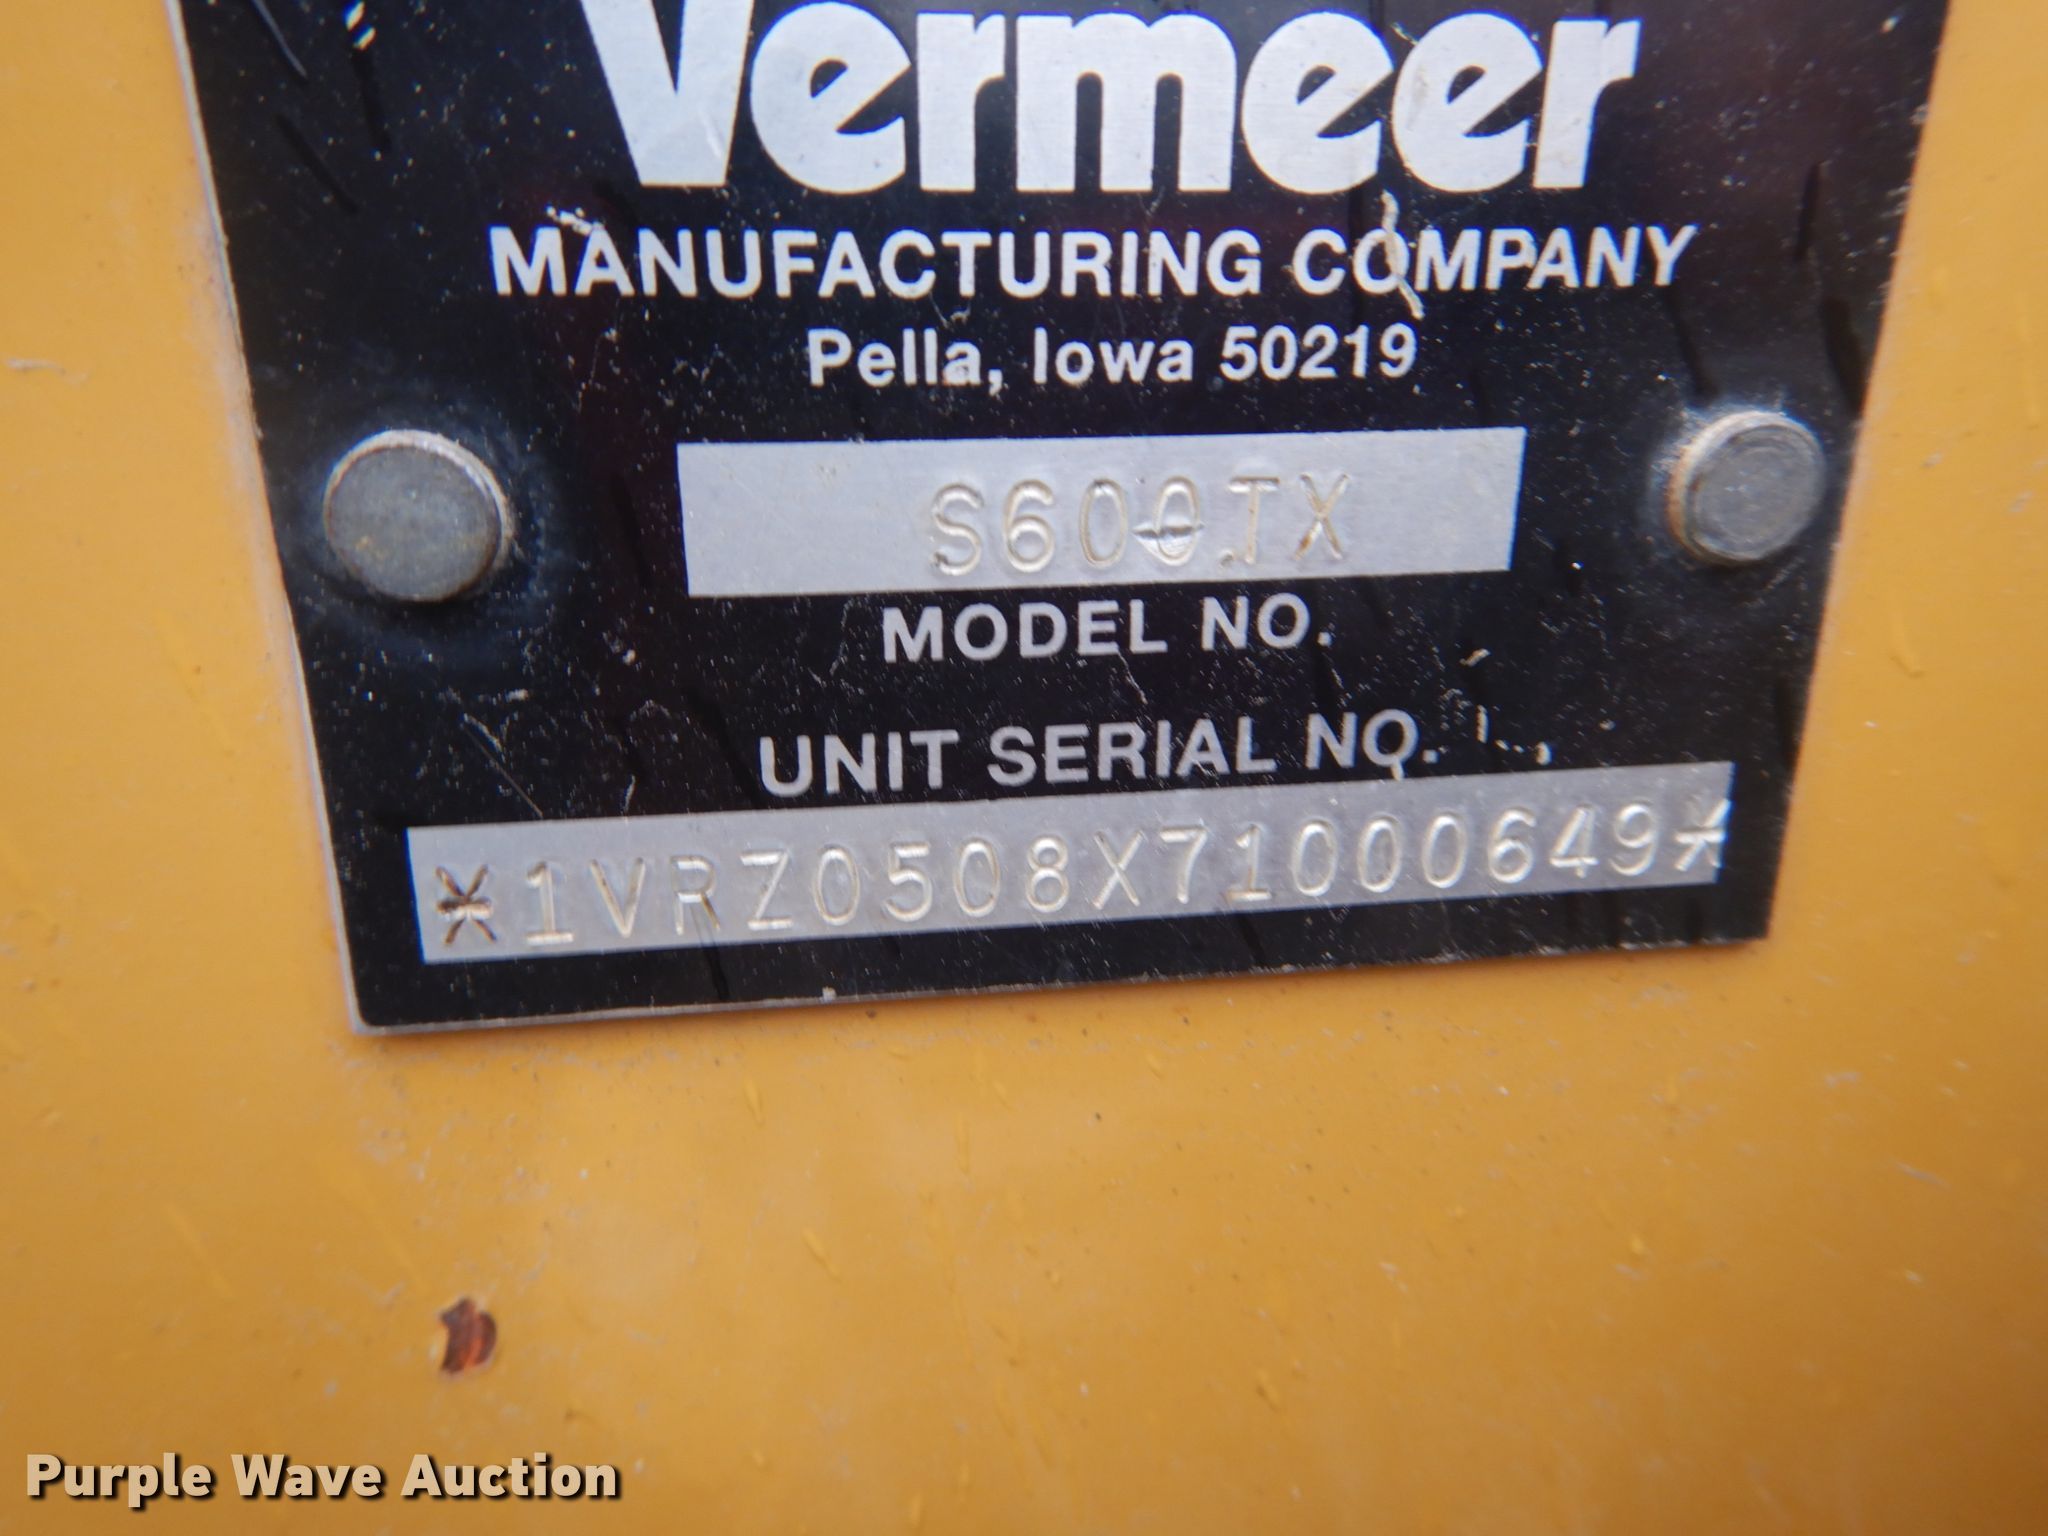 Vermeer
MANUFACTURING COMPANY
Pella, Iowa 50219
S600TX
MODEL NO.
UNIT SERIAL NO.
*1VRZ0508X71000649*
Purple Wave Auction